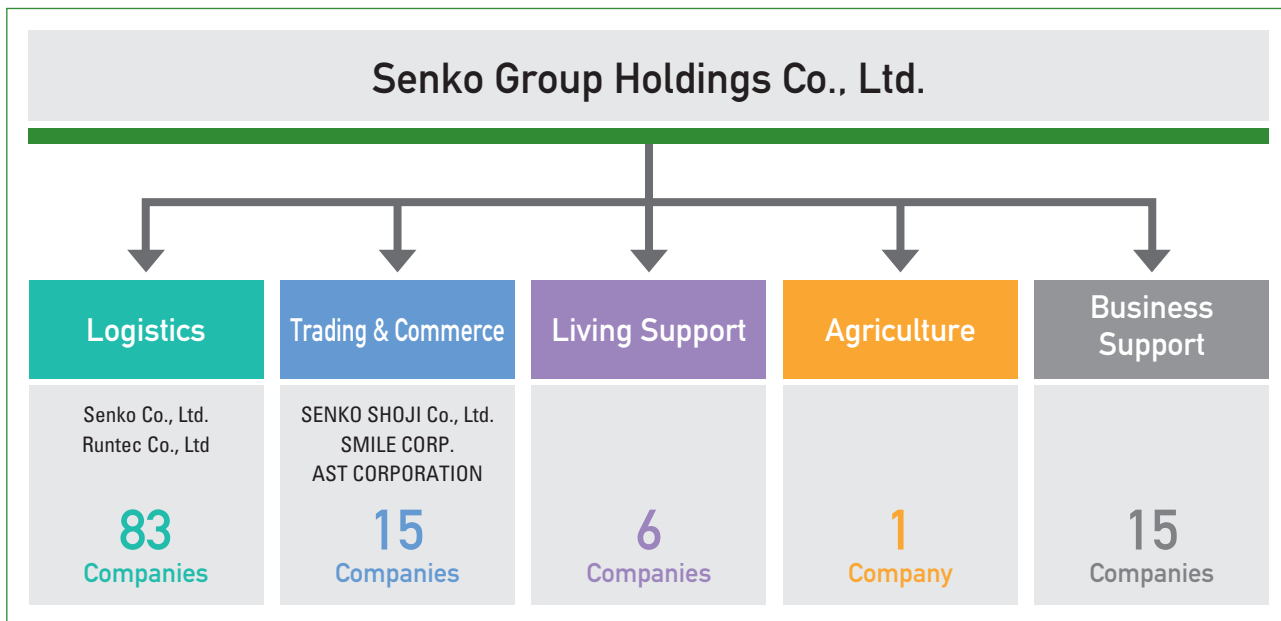 Senko Group Holdings Co., Ltd.
Logistics
Senko Co., Ltd.
Runtec Co., Ltd
83
Companies
Trading & Commerce
SENKO SHOJI Co., Ltd.
SMILE CORP.
AST CORPORATION
15
Companies
Living Support
6
Companies
Agriculture
1
Company
Business
Support
15
Companies